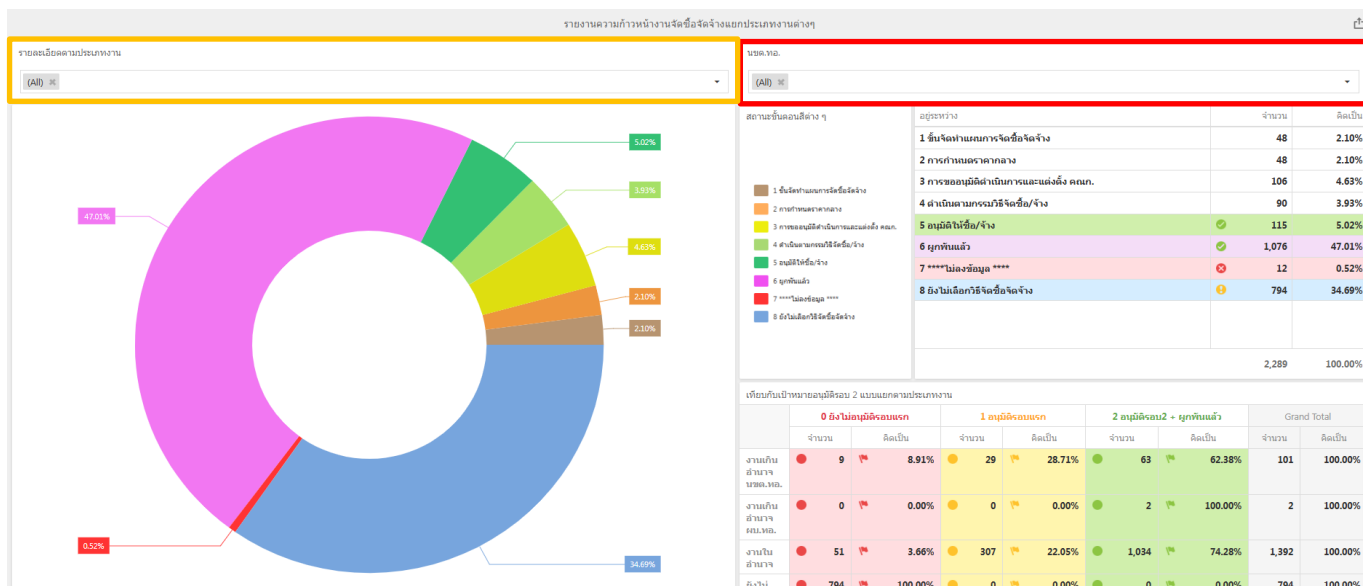 รายงานความก้าวหน้างานจัดซื้อจัดจ้างแยกประเภทงานต่างๆ
รายละเอียดตามประเภทงาน
(All)
นขต.ทอ.
(All)
5.02%
3.93%
4.63%
2.10%
2.10%
47.01%
0.52%
34.69%
สถานะขั้นตอนสีต่าง ๆ
1 ขั้นจัดทำแผนการจัดซื้อจัดจ้าง
2 การกำหนดราคากลาง
3 การขออนุมัติดำเนินการและแต่งตั้ง คณก.
4 ดำเนินตามกรรมวิธีจัดซื้อ/จ้าง
5 อนุมัติให้ซื้อ/จ้าง
6 ผูกพันแล้ว
7 ****ไม่ลงข้อมูล ****
8 ยังไม่เลือกวิธีจัดซื้อจัดจ้าง
อยู่ระหว่าง จำนวน คิดเป็น
1 ขั้นจัดทำแผนการจัดซื้อจัดจ้าง 48 2.10%
2 การกำหนดราคากลาง 48 2.10%
3 การขออนุมัติดำเนินการและแต่งตั้ง คณก. 106 4.63%
4 ดำเนินตามกรรมวิธีจัดซื้อ/จ้าง 90 3.93%
5 อนุมัติให้ซื้อ/จ้าง 115 5.02%
6 ผูกพันแล้ว 1,076 47.01%
7 ****ไม่ลงข้อมูล **** 12 0.52%
8 ยังไม่เลือกวิธีจัดซื้อจัดจ้าง 794 34.69%
2,289 100.00%
เทียบกับเป้าหมายอนุมัติรอบ 2 แบบแยกตามประเภทงาน
0 ยังไม่อนุมัติรอบแรก 1 อนุมัติรอบแรก 2 อนุมัติรอบ2 + ผูกพันแล้ว Grand Total
จำนวน คิดเป็น จำนวน คิดเป็น จำนวน คิดเป็น จำนวน คิดเป็น
งานเกิน 9 8.91% 29 28.71% 63 62.38% 101 100.00%
อำนาจ
นขต.ทอ.
งานเกิน 0 0.00% 0 0.00% 2 100.00% 2 100.00%
อำนาจ
ผบ.ทอ.
งานใน 51 3.66% 307 22.05% 1,034 74.28% 1,392 100.00%
อำนาจ
ยังไม่ 794 100.00% 0 0.00% 0 0.00% 794 100.00%